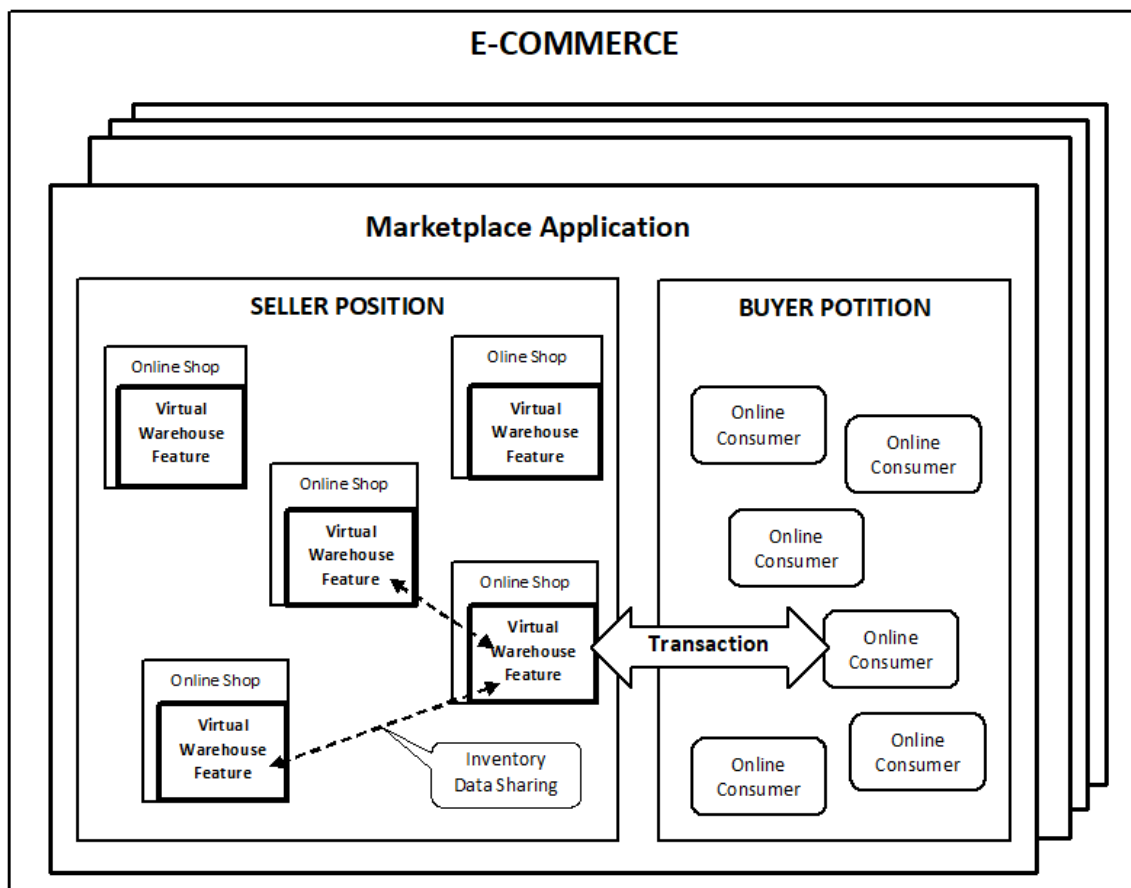 E-COMMERCE
Marketplace Application
SELLER POSITION
Online Shop
Virtual
Warehouse
Feature
Oline Shop
Virtual
Warehouse
Feature
Online Shop
Virtual
Warehouse
Feature
Online Shop
Virtual
Warehouse
Feature
Online Shop
Virtual
Warehouse
Feature
Inventory
Data Sharing
Transaction
BUYER POTITION
Online
Consumer
Online
Consumer
Online
Consumer
Online
Consumer
Online
Consumer
Online
Consumer